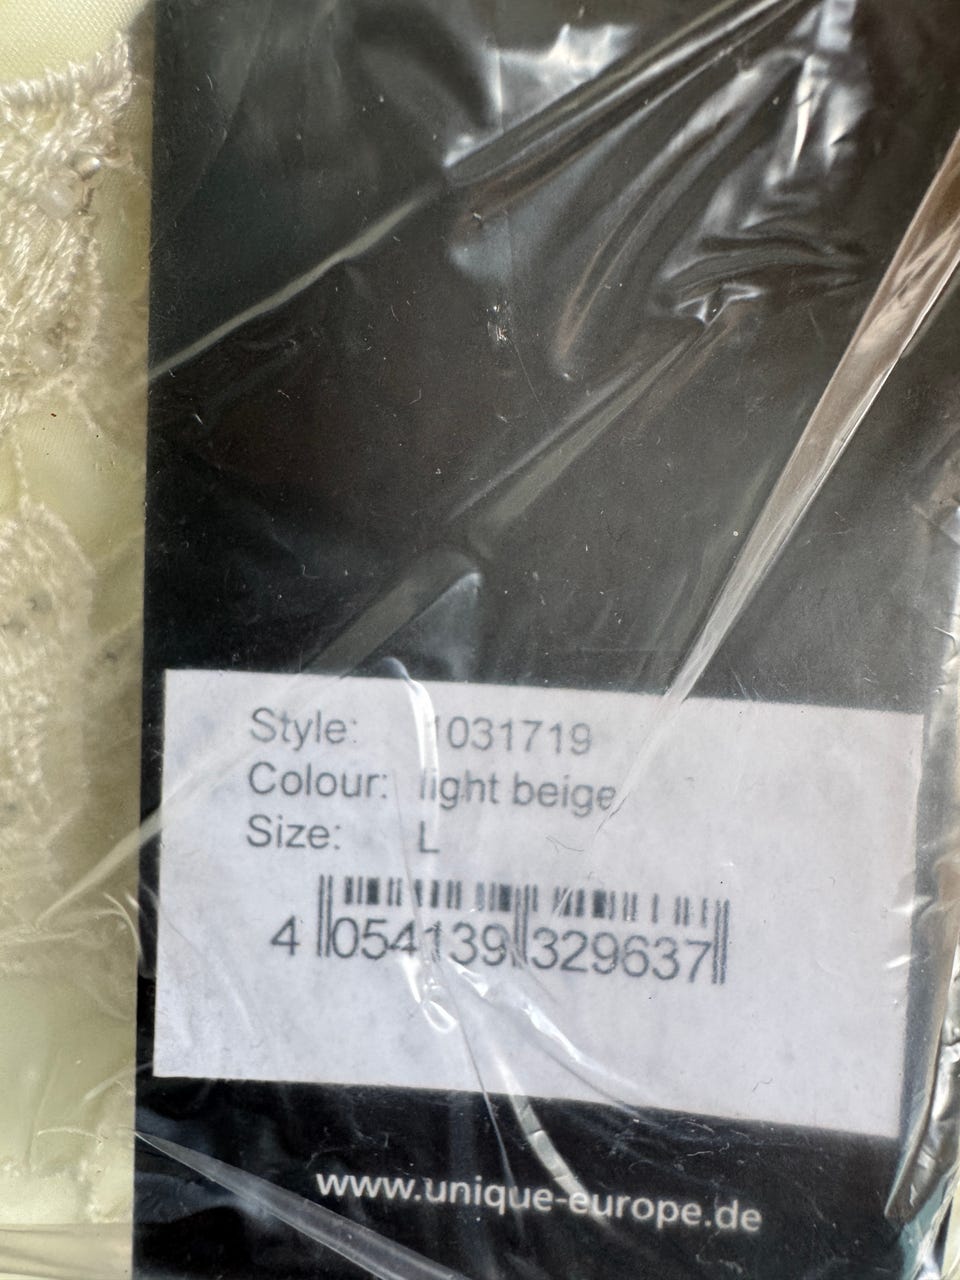 Style: 1031719
Colour: light beige
Size: L
4 054139 329637
www.unique-europe.de